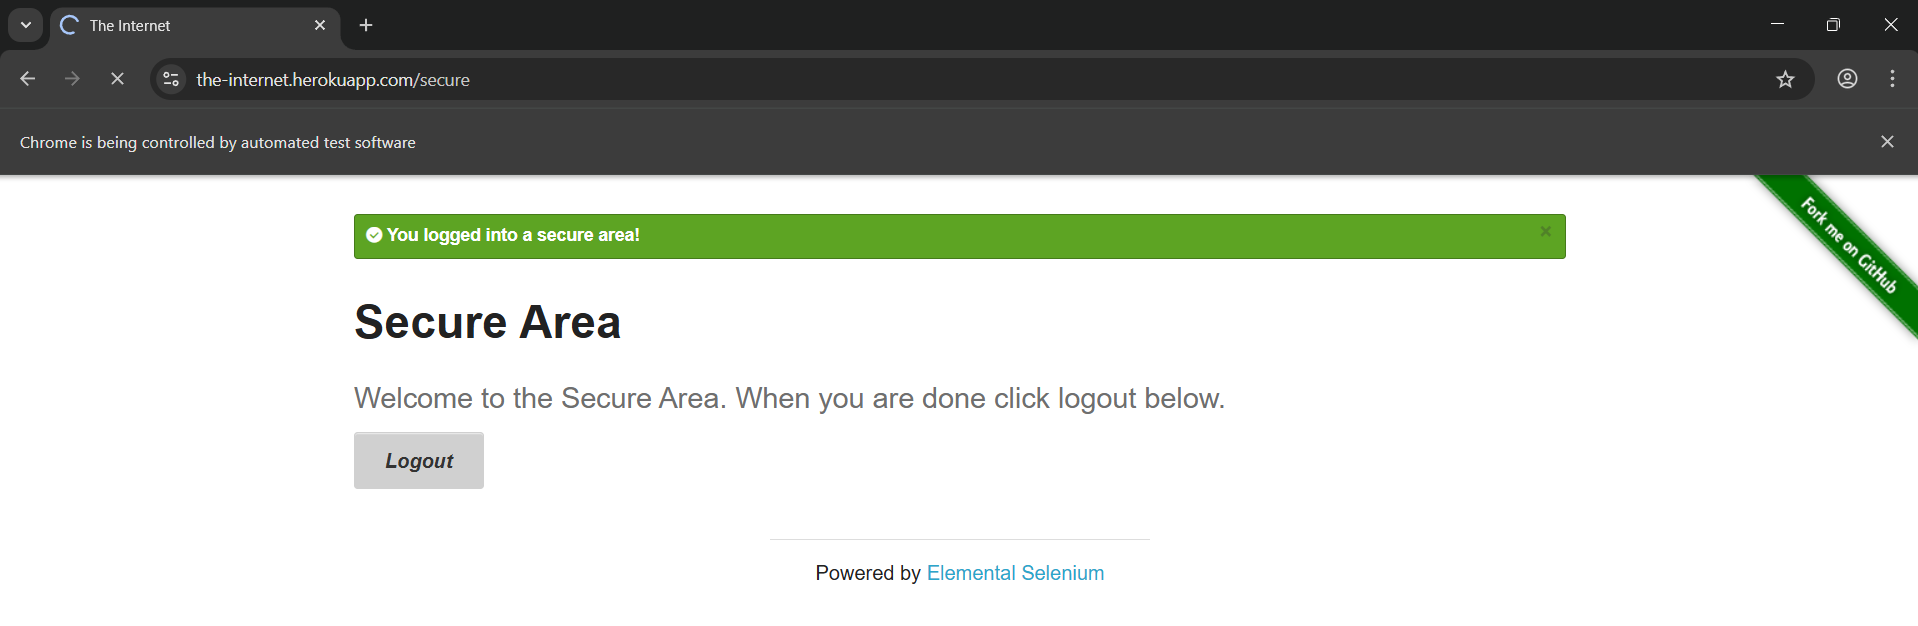 The Internet
the-internet.herokuapp.com/secure
Chrome is being controlled by automated test software
Fork me on GitHub
You logged into a secure area!
Secure Area
Welcome to the Secure Area. When you are done click logout below.
Logout
Powered by Elemental Selenium